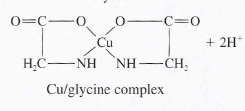 O=C—O O—C=O
Cu + 2H⁺
H₂C—NH NH—CH₂
Cu/glycine complex